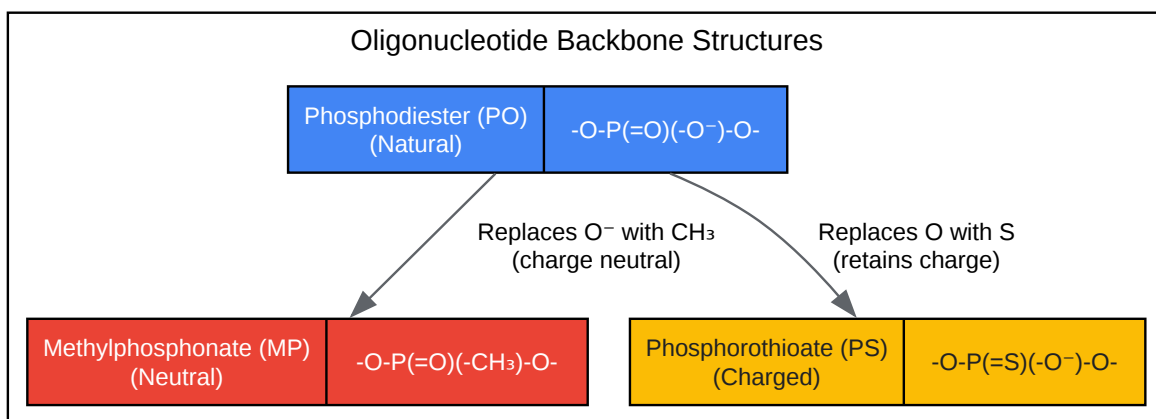 Oligonucleotide Backbone Structures
Phosphodiester (PO)
(Natural)
-O-P(=O)(-O⁻)-O-
Replaces O⁻ with CH₃
(charge neutral)
Replaces O with S
(retains charge)
Methylphosphonate (MP)
(Neutral)
-O-P(=O)(-CH₃)-O-
Phosphorothioate (PS)
(Charged)
-O-P(=S)(-O⁻)-O-